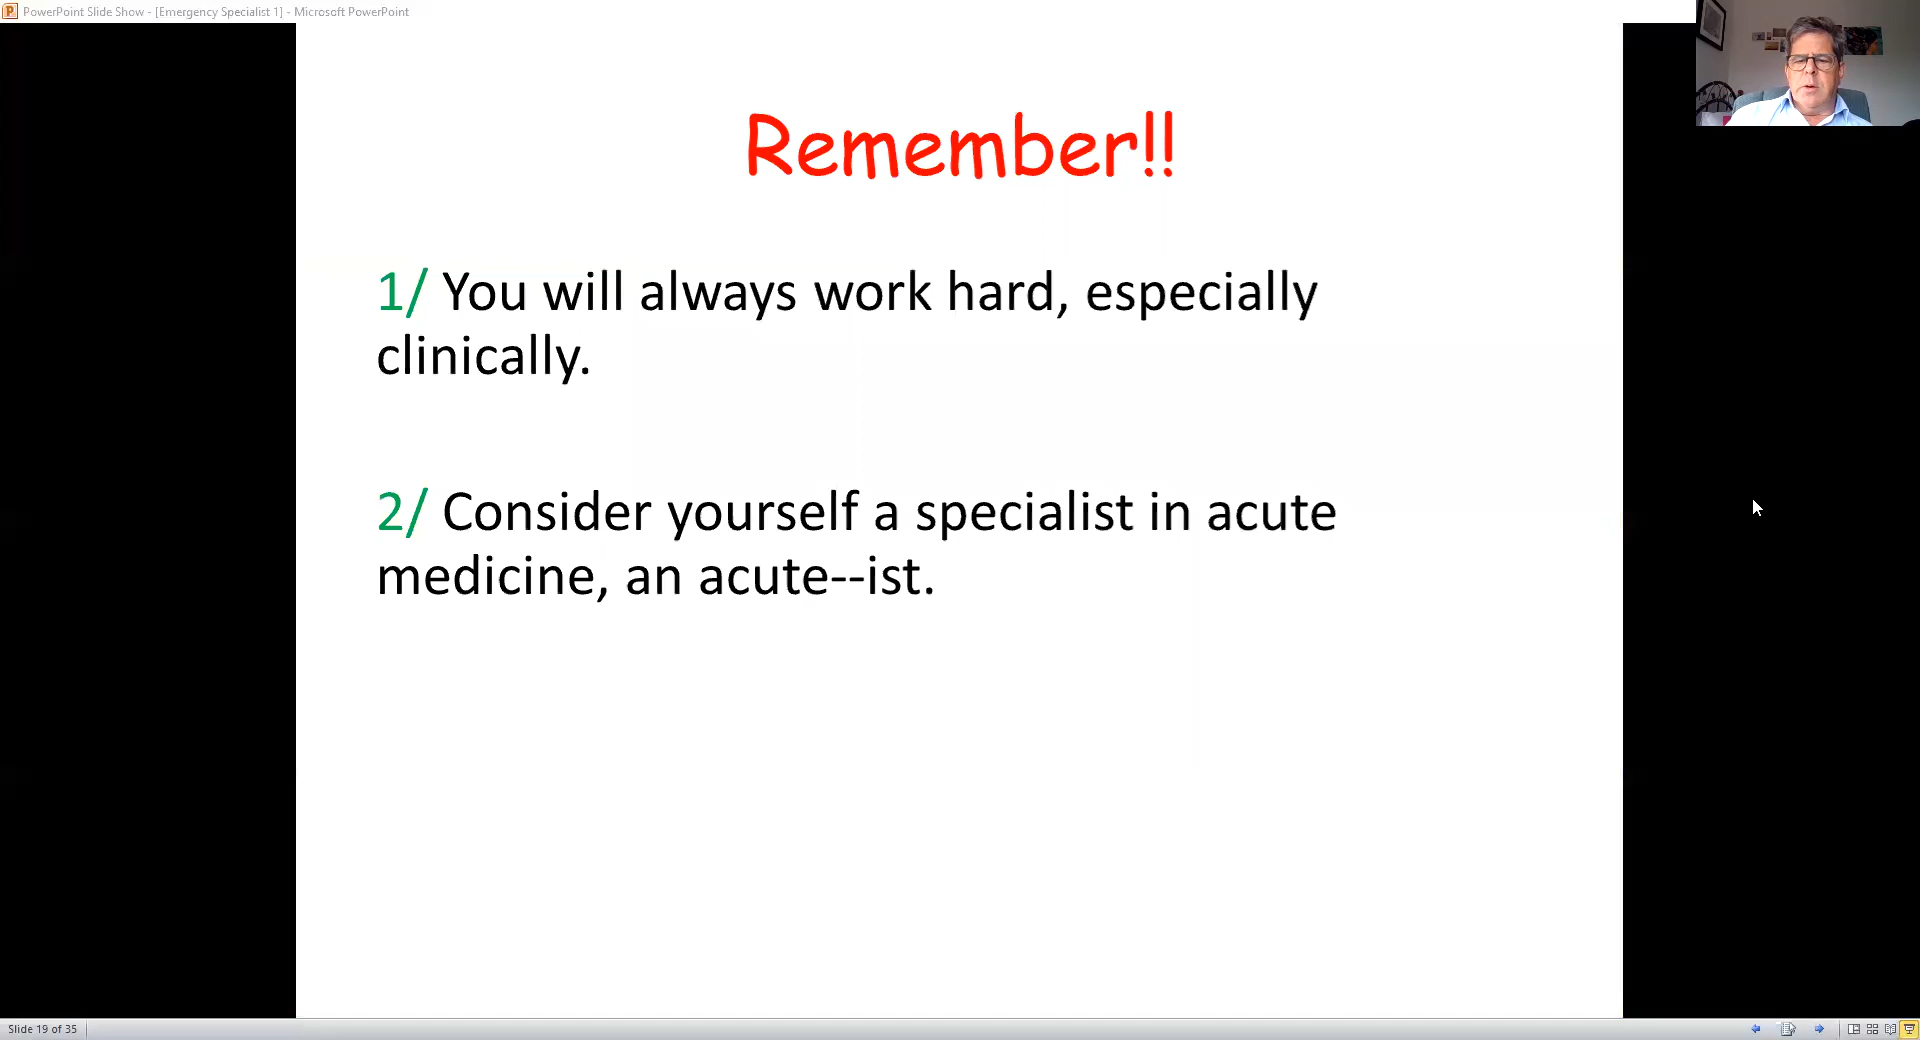 PowerPoint Slide Show - [Emergency Specialist 1] - Microsoft PowerPoint
Remember!!
1/ You will always work hard, especially
clinically.
2/ Consider yourself a specialist in acute
medicine, an acute--ist.
Slide 19 of 35